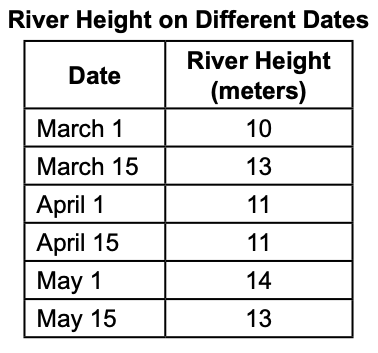 River Height on Different Dates
Date River Height
(meters)
March 1 10
March 15 13
April 1 11
April 15 11
May 1 14
May 15 13